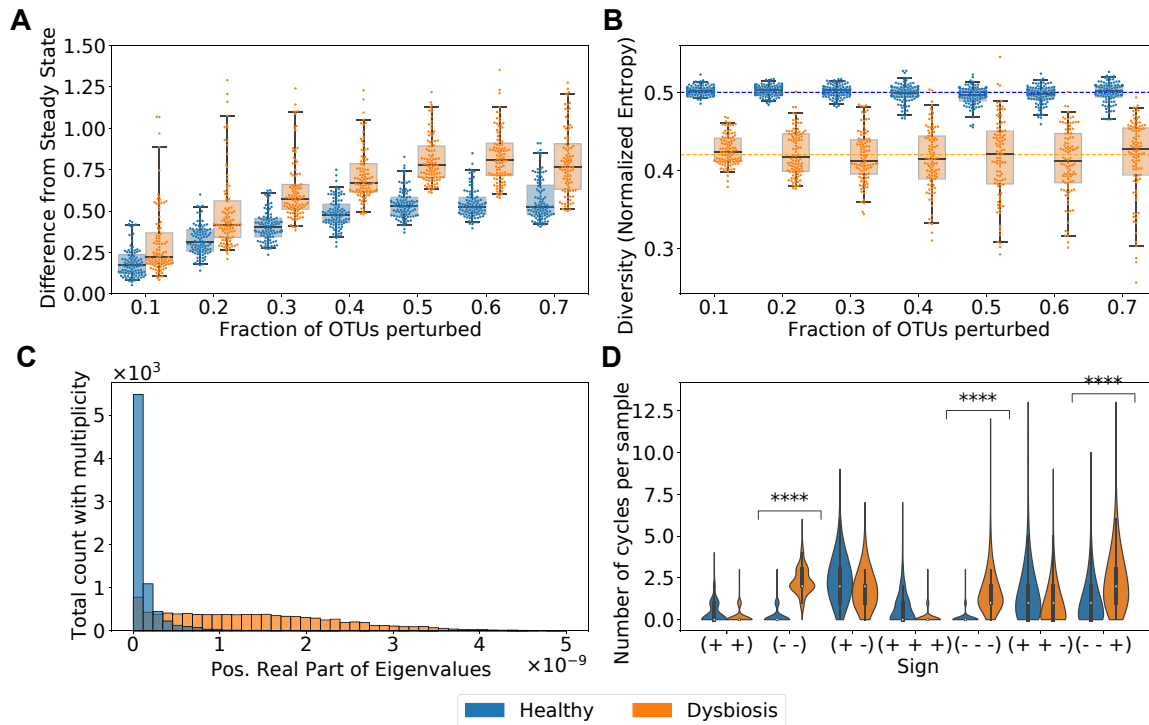 A
B
Difference from Steady State
1.50
1.25
1.00
0.75
0.50
0.25
0.00
0.1 0.2 0.3 0.4 0.5 0.6 0.7
Fraction of OTUs perturbed
Diversity (Normalized Entropy)
0.5
0.4
0.3
0.1 0.2 0.3 0.4 0.5 0.6 0.7
Fraction of OTUs perturbed
C
D
Total count with multiplicity
×10³
5
4
3
2
1
0
0 1 2 3 4 5
Pos. Real Part of Eigenvalues
×10⁻⁹
Number of cycles per sample
12.5
10.0
7.5
5.0
2.5
0.0
****
****
****
(+ +) (- -) (+ -) (+ + +) (- - -) (+ + -) (- - +)
Sign
Healthy Dysbiosis